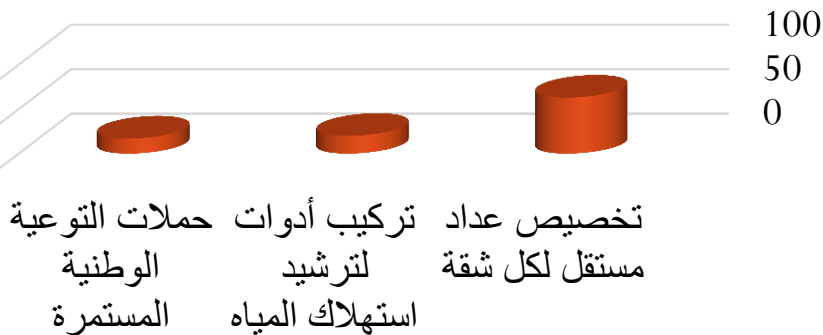 100
50
0
تخصيص عداد
مستقل لكل شقة
تركيب أدوات
لترشيد
استهلاك المياه
حملات التوعية
الوطنية
المستمرة